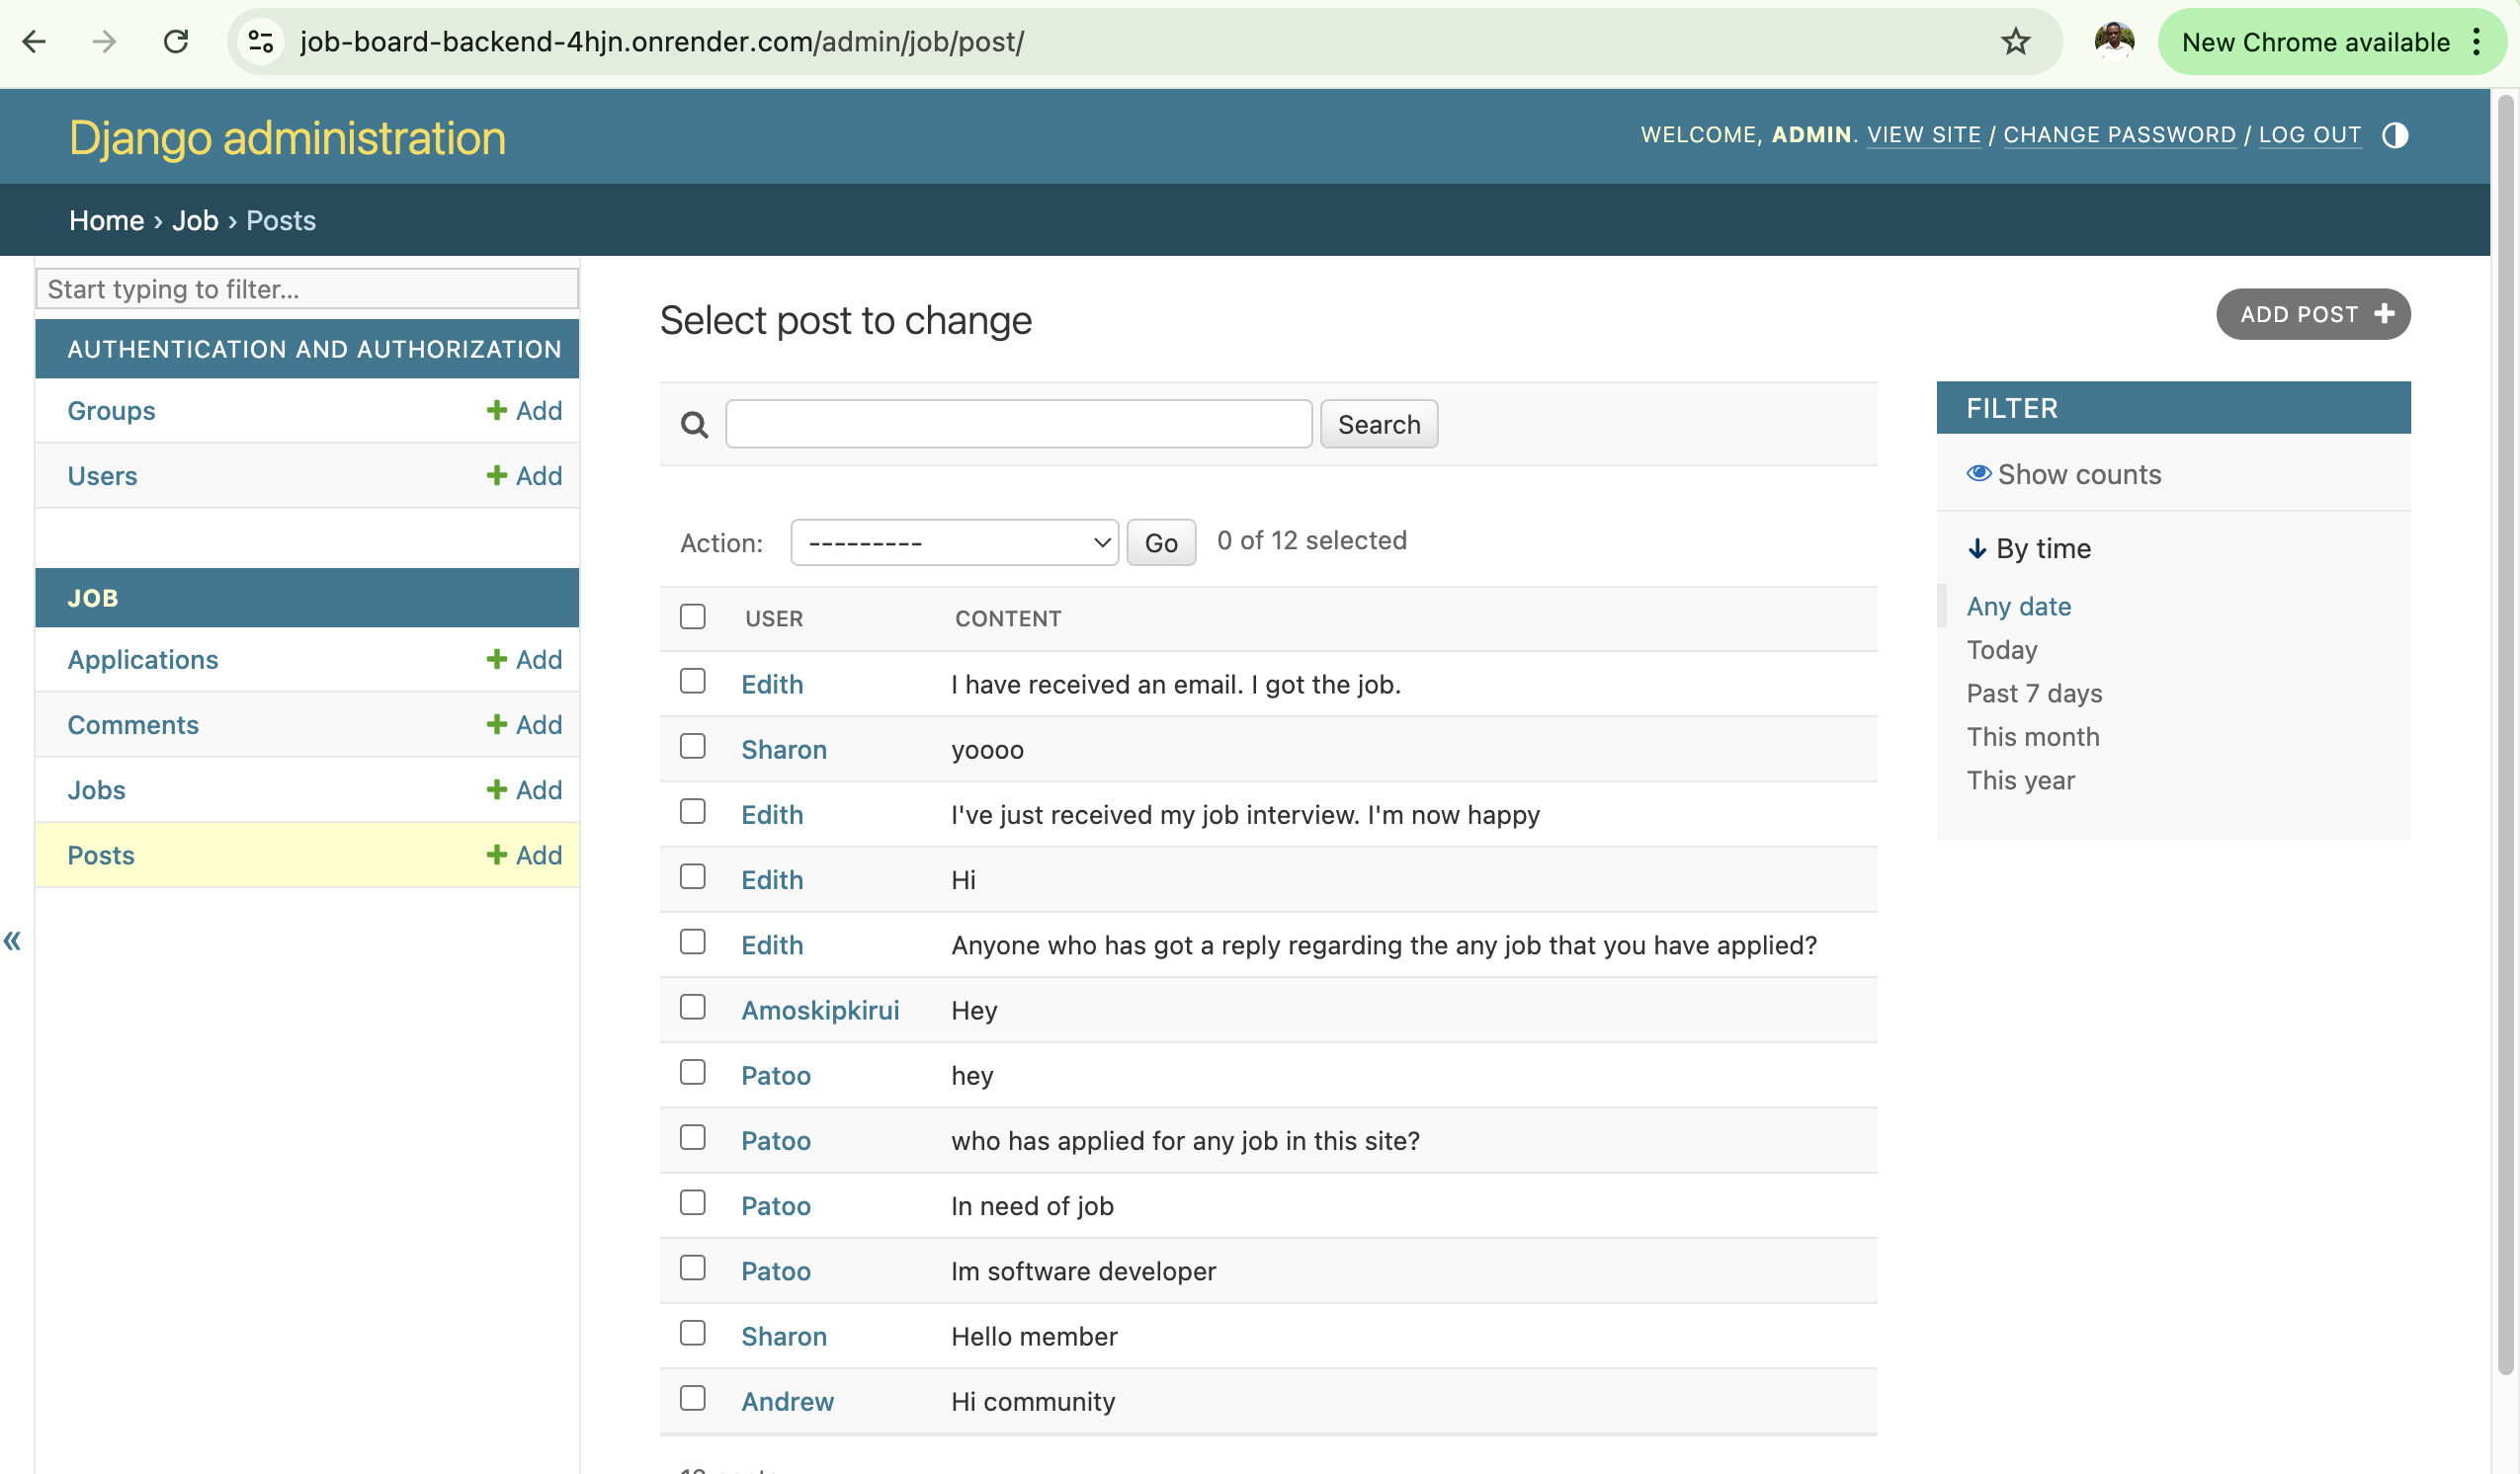 job-board-backend-4hjn.onrender.com/admin/job/post/
New Chrome available
Django administration
WELCOME, ADMIN. VIEW SITE / CHANGE PASSWORD / LOG OUT
Home › Job › Posts
Start typing to filter...
AUTHENTICATION AND AUTHORIZATION
Groups + Add
Users + Add
JOB
Applications + Add
Comments + Add
Jobs + Add
Posts + Add
«
Select post to change
ADD POST +
Search
Action: --------- Go 0 of 12 selected
USER CONTENT
Edith I have received an email. I got the job.
Sharon yoooo
Edith I've just received my job interview. I'm now happy
Edith Hi
Edith Anyone who has got a reply regarding the any job that you have applied?
Amoskipkirui Hey
Patoo hey
Patoo who has applied for any job in this site?
Patoo In need of job
Patoo Im software developer
Sharon Hello member
Andrew Hi community
FILTER
Show counts
↓ By time
Any date
Today
Past 7 days
This month
This year